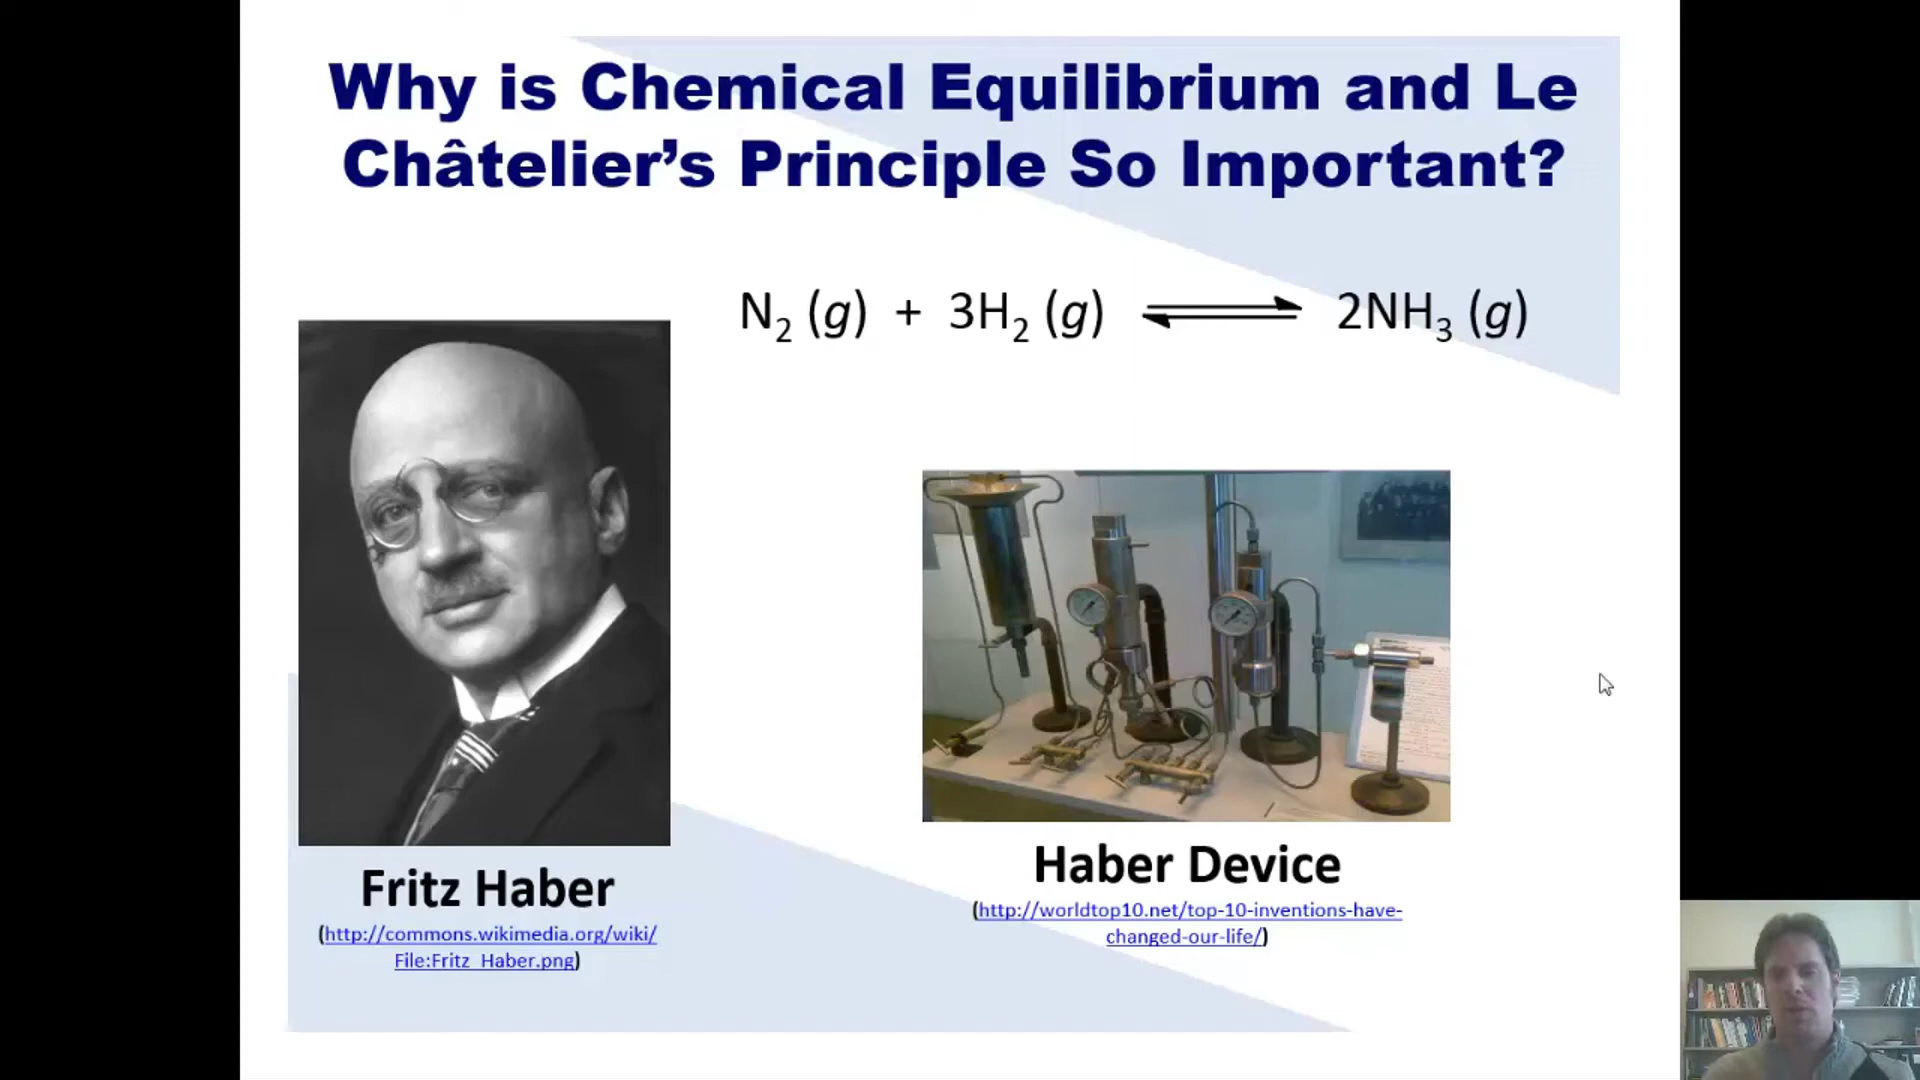 Why is Chemical Equilibrium and Le
Châtelier's Principle So Important?
N2 (g) + 3H2 (g) ⇌ 2NH3 (g)
Fritz Haber
(http://commons.wikimedia.org/wiki/
File:Fritz_Haber.png)
Haber Device
(http://worldtop10.net/top-10-inventions-have-
changed-our-life/)